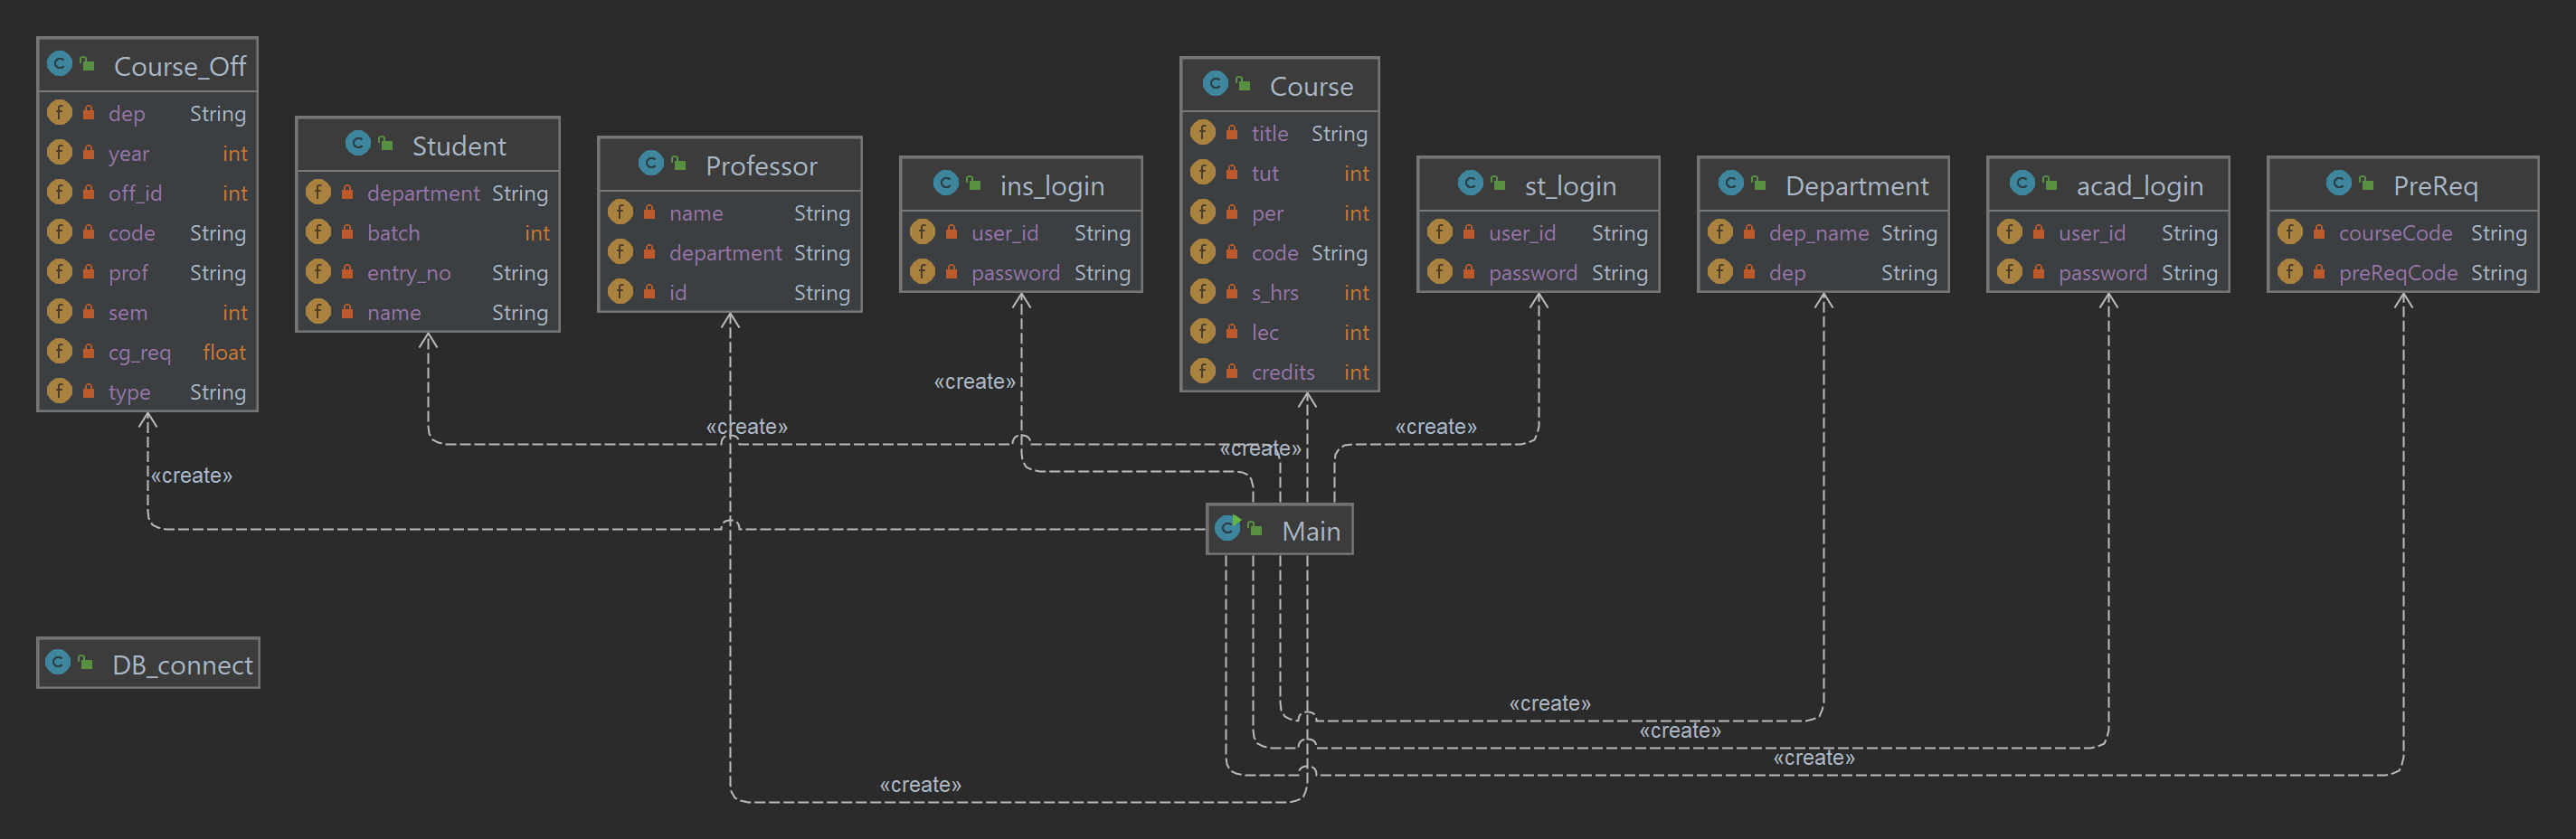 Course_Off
dep String
year int
off_id int
code String
prof String
sem int
cg_req float
type String
Student
department String
batch int
entry_no String
name String
Professor
name String
department String
id String
ins_login
user_id String
password String
Course
title String
tut int
per int
code String
s_hrs int
lec int
credits int
st_login
user_id String
password String
Department
dep_name String
dep String
acad_login
user_id String
password String
PreReq
courseCode String
preReqCode String
«create»
«create»
«create»
«create»
«create»
Main
DB_connect
«create»
«create»
«create»
«create»